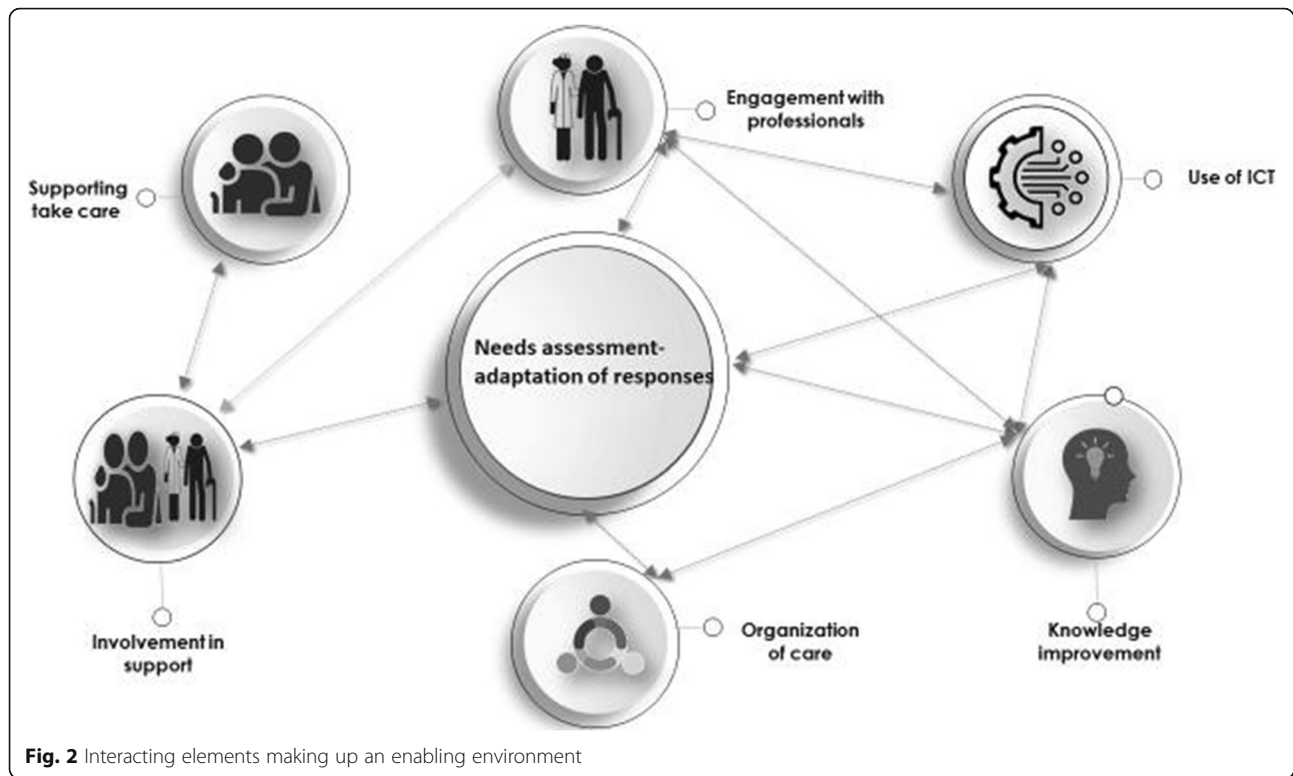 Engagement with
professionals
Supporting
take care
Use of ICT
Needs assessment-
adaptation of responses
Involvement in
support
Organization
of care
Knowledge
improvement
Fig. 2 Interacting elements making up an enabling environment